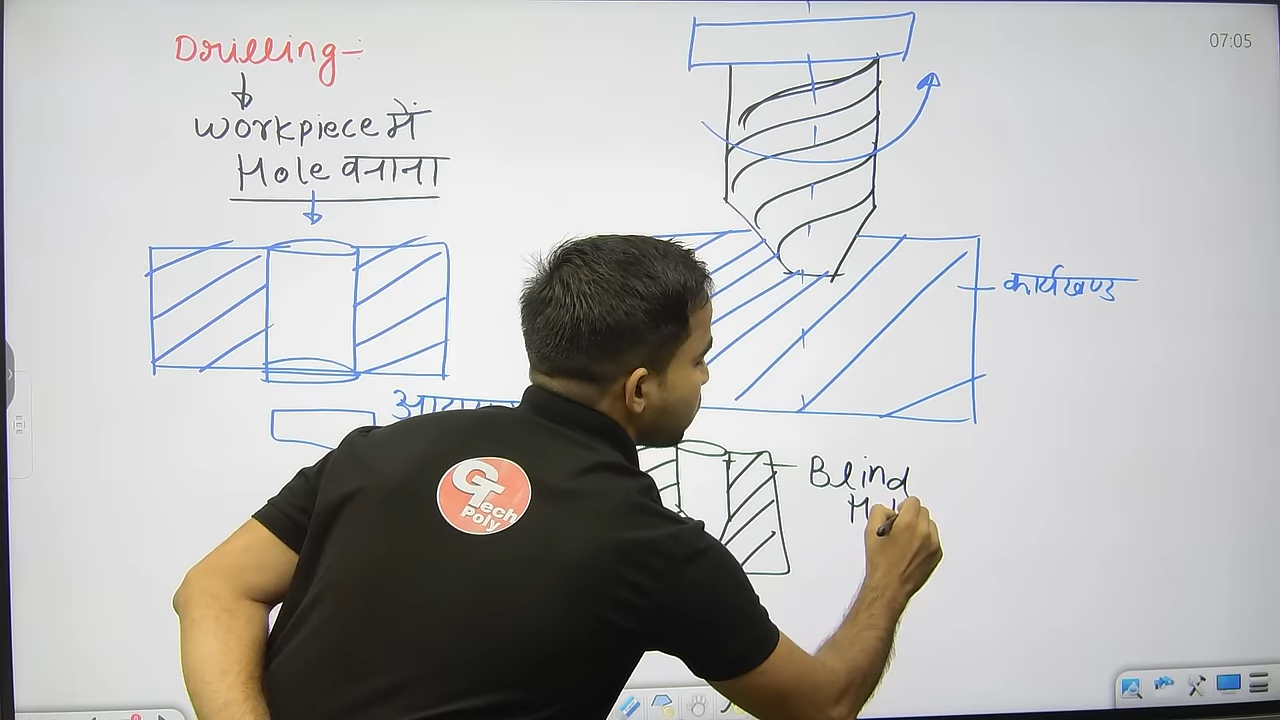 Drilling:-
workpiece में
Hole बनाना
07:05
कार्यखण्ड
Blind
GTech
Poly